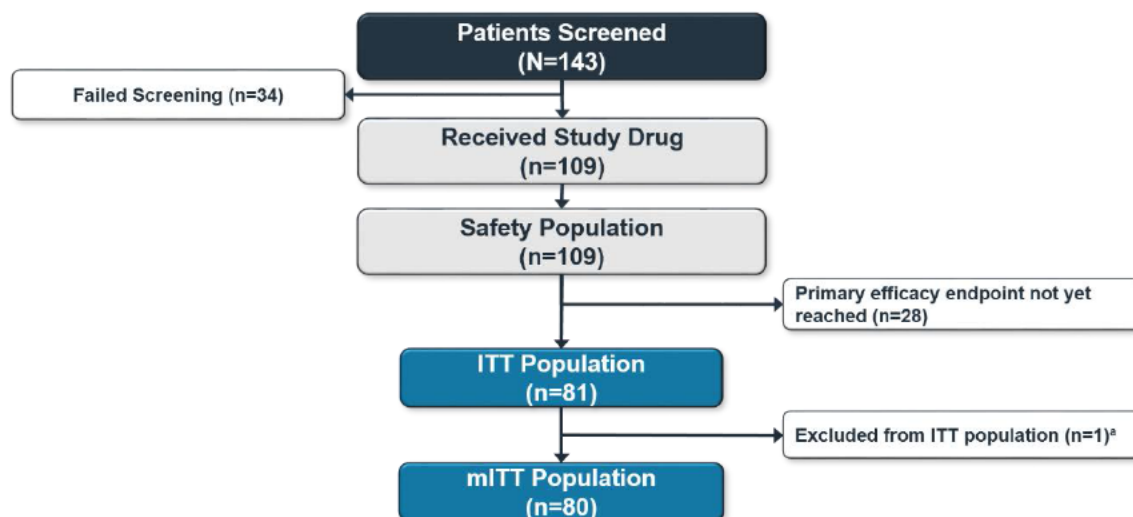 Patients Screened
(N=143)
Failed Screening (n=34)
Received Study Drug
(n=109)
Safety Population
(n=109)
Primary efficacy endpoint not yet
reached (n=28)
ITT Population
(n=81)
Excluded from ITT population (n=1)ᵃ
mITT Population
(n=80)